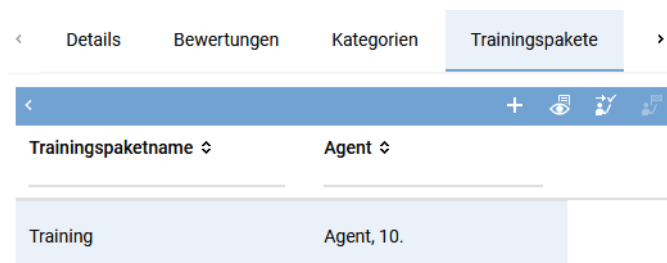 Details Bewertungen Kategorien Trainingspakete
Trainingspaketname Agent
Training Agent, 10.